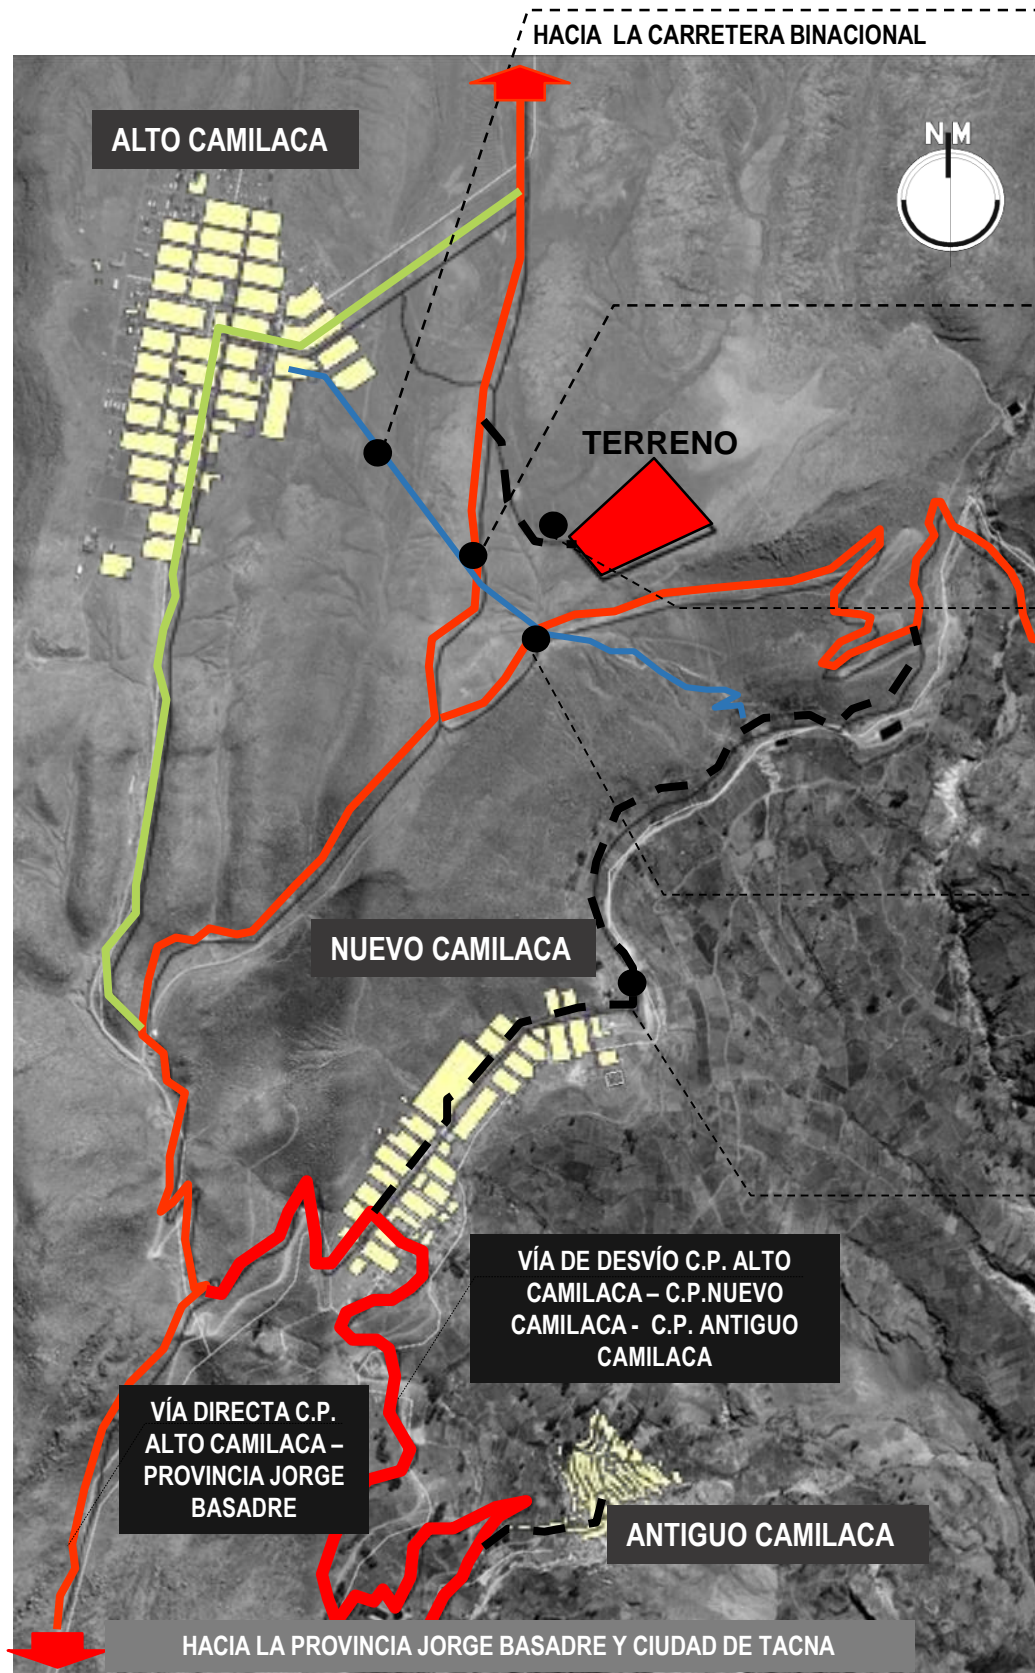 HACIA LA CARRETERA BINACIONAL
ALTO CAMILACA
NM
TERRENO
NUEVO CAMILACA
VÍA DE DESVÍO C.P. ALTO
CAMILACA – C.P.NUEVO
CAMILACA - C.P. ANTIGUO
CAMILACA
VÍA DIRECTA C.P.
ALTO CAMILACA –
PROVINCIA JORGE
BASADRE
ANTIGUO CAMILACA
HACIA LA PROVINCIA JORGE BASADRE Y CIUDAD DE TACNA